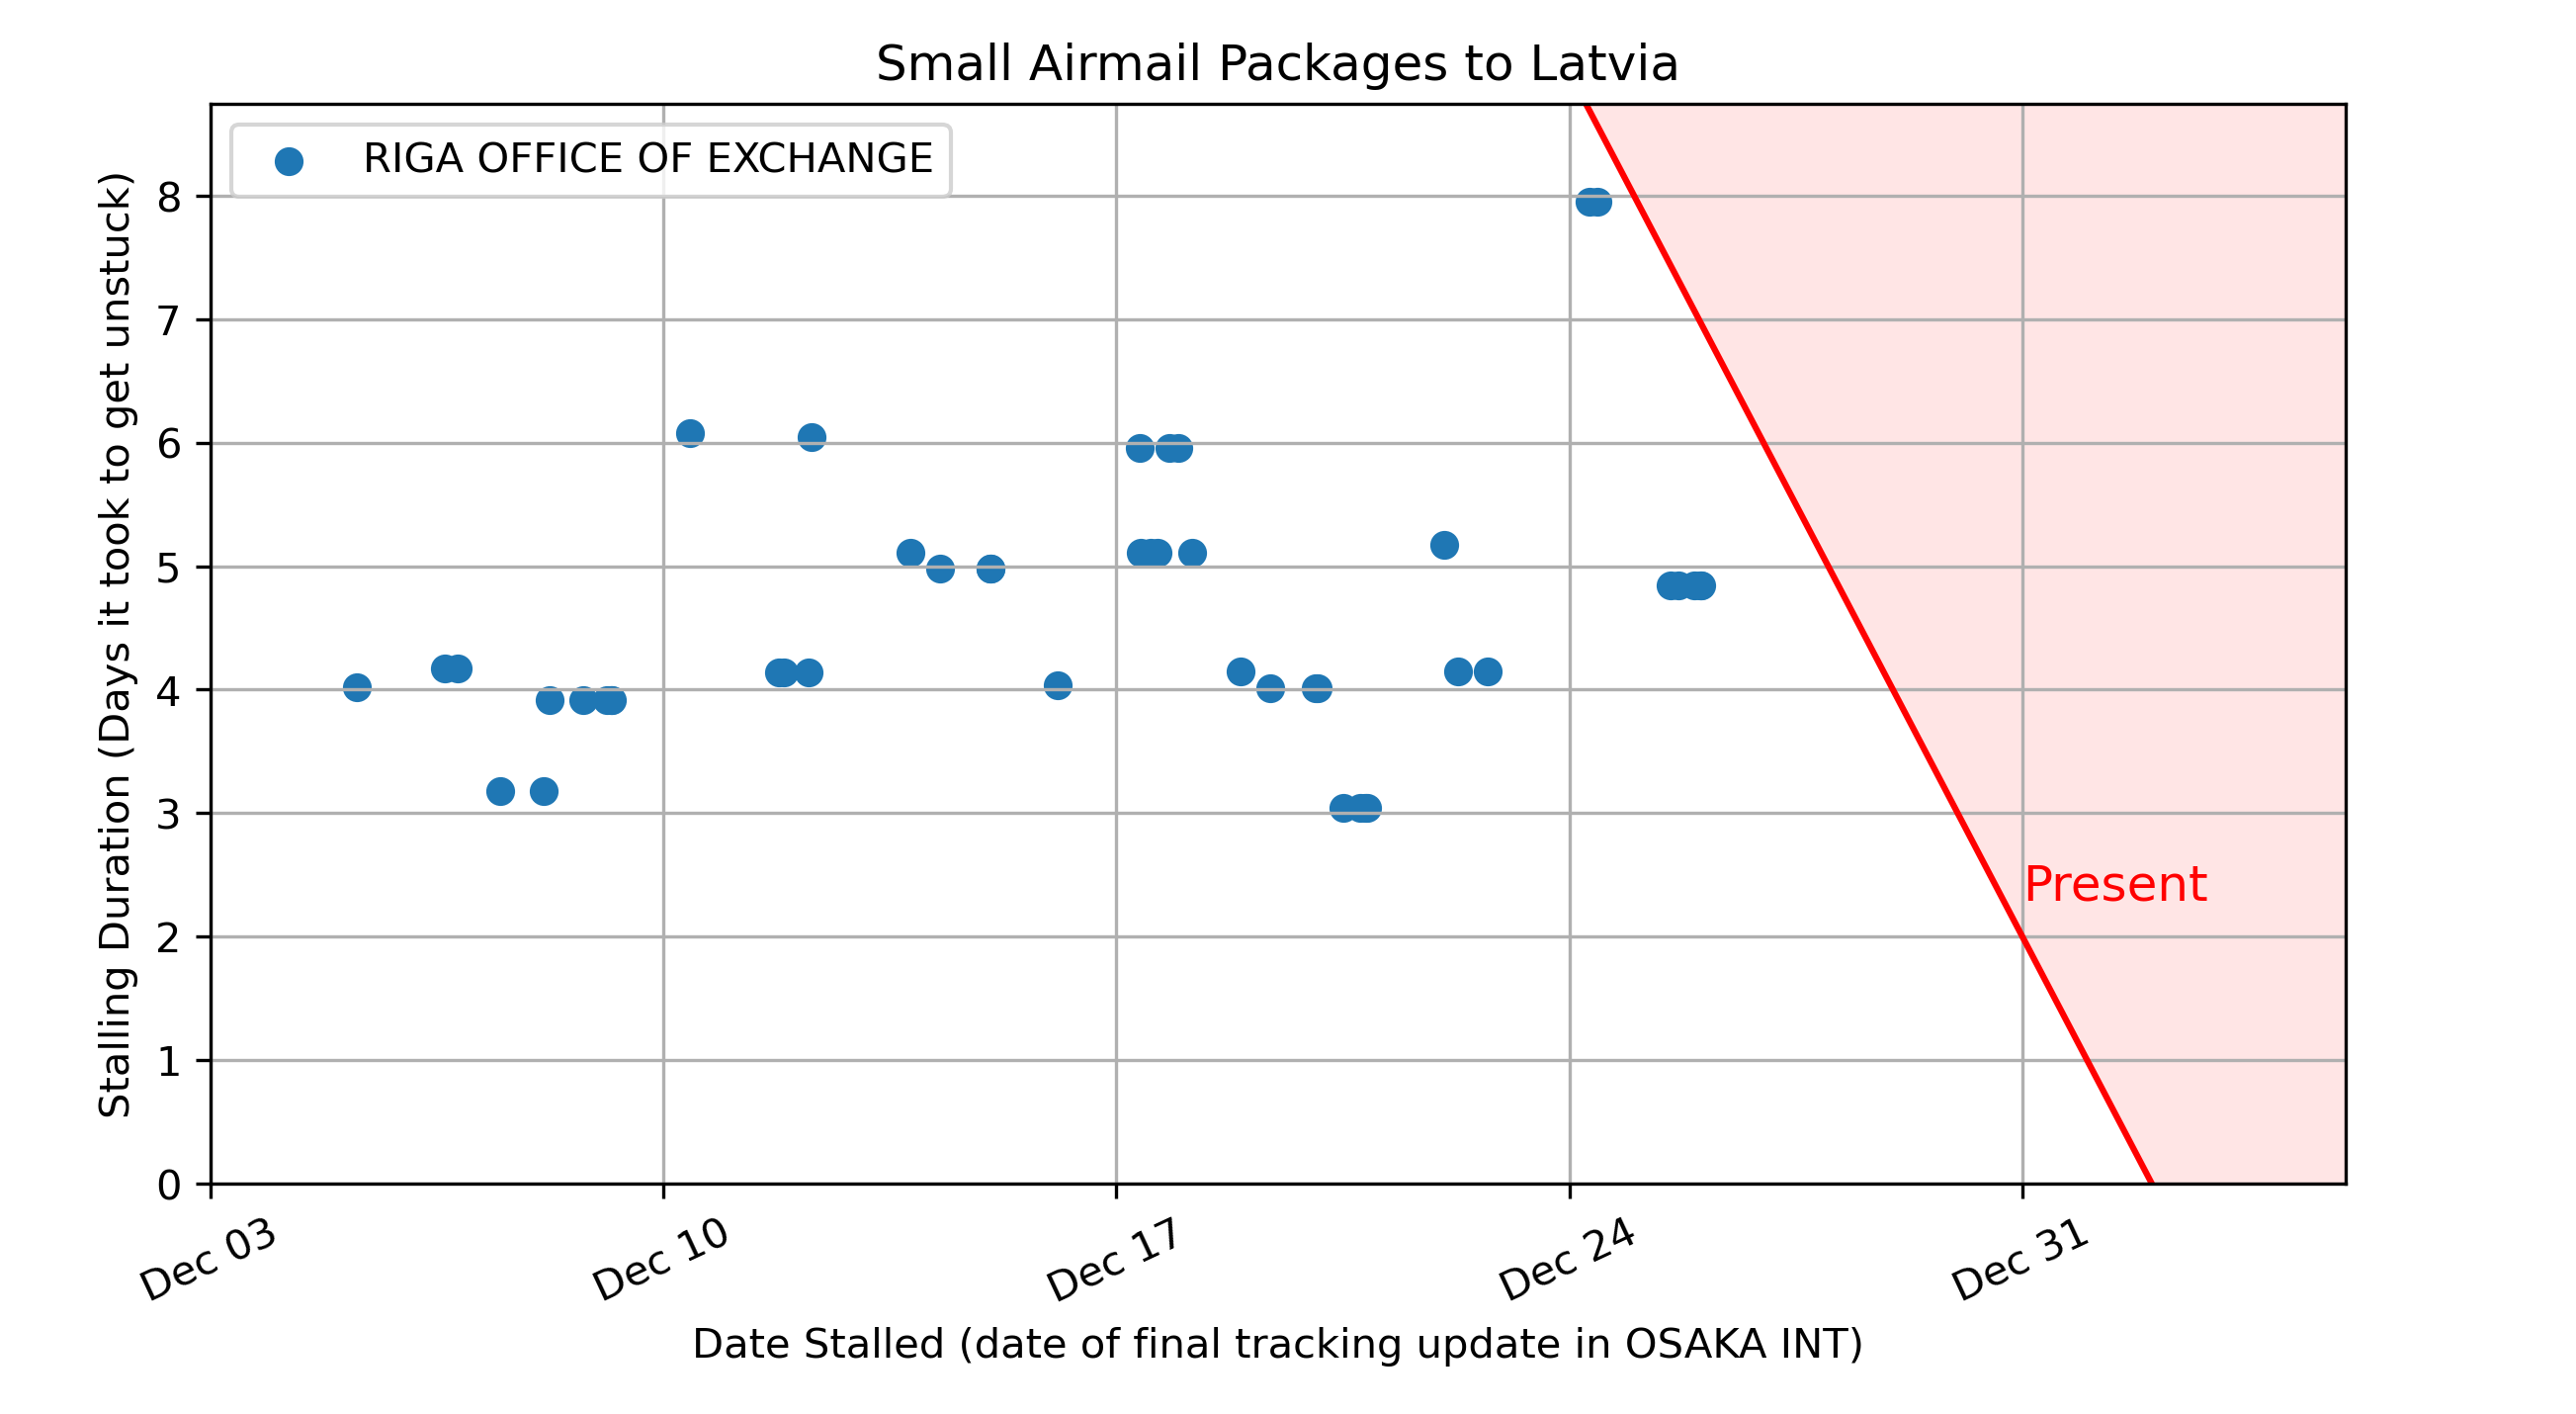 Small Airmail Packages to Latvia
RIGA OFFICE OF EXCHANGE
Stalling Duration (Days it took to get unstuck)
8
7
6
5
4
3
2
1
0
Present
Dec 03
Dec 10
Dec 17
Dec 24
Dec 31
Date Stalled (date of final tracking update in OSAKA INT)